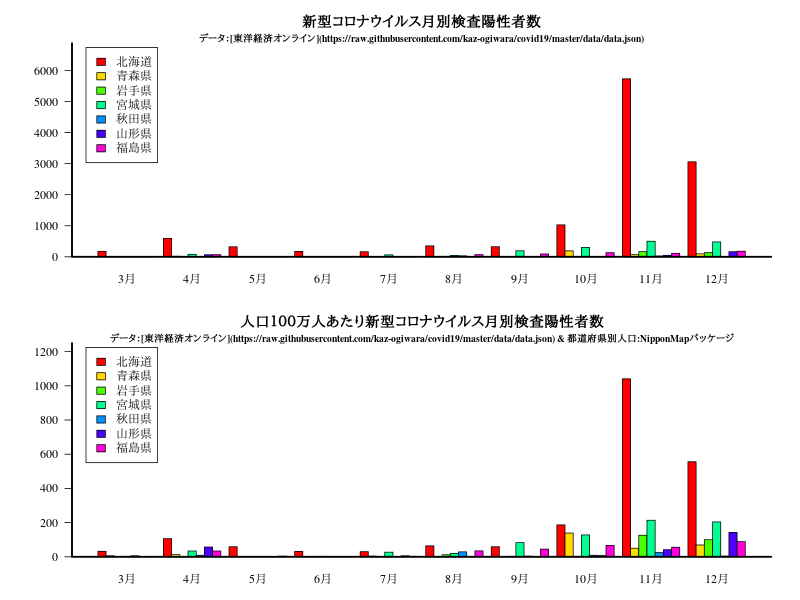 新型コロナウイルス月別検査陽性者数
データ：[東洋経済オンライン](https://raw.githubusercontent.com/kaz-ogiwara/covid19/master/data/data.json)
6000
5000
4000
3000
2000
1000
0
北海道
青森県
岩手県
宮城県
秋田県
山形県
福島県
3月 4月 5月 6月 7月 8月 9月 10月 11月 12月
人口100万人あたり新型コロナウイルス月別検査陽性者数
データ：[東洋経済オンライン](https://raw.githubusercontent.com/kaz-ogiwara/covid19/master/data/data.json) & 都道府県別人口:NipponMapパッケージ
1200
1000
800
600
400
200
0
北海道
青森県
岩手県
宮城県
秋田県
山形県
福島県
3月 4月 5月 6月 7月 8月 9月 10月 11月 12月